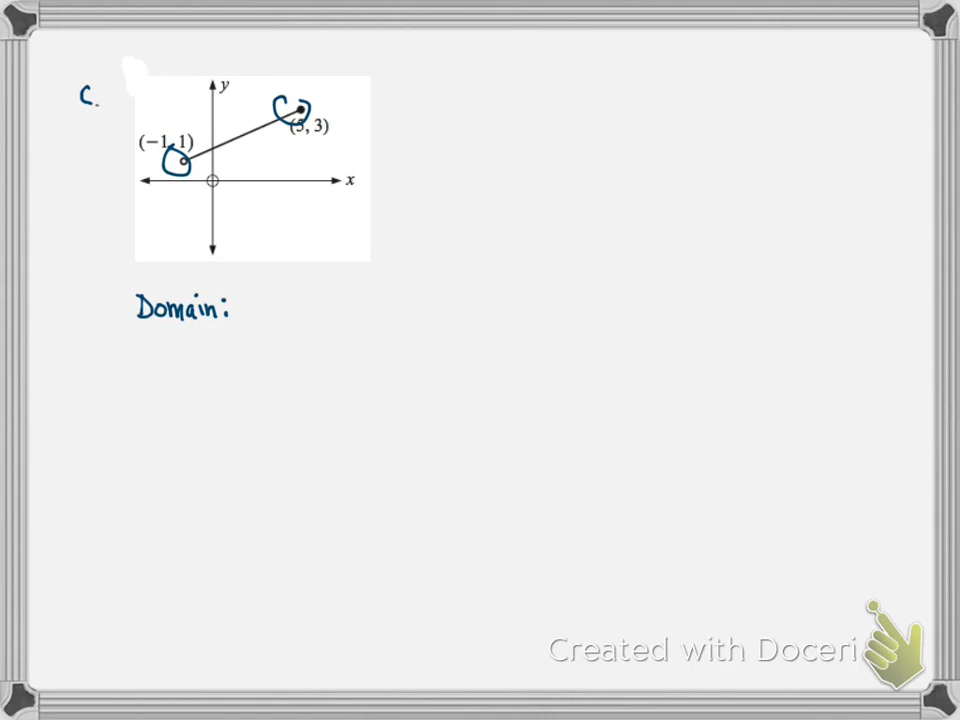 C.
y
(−1, 1)
(5, 3)
x
Domain:
Created with Doceri